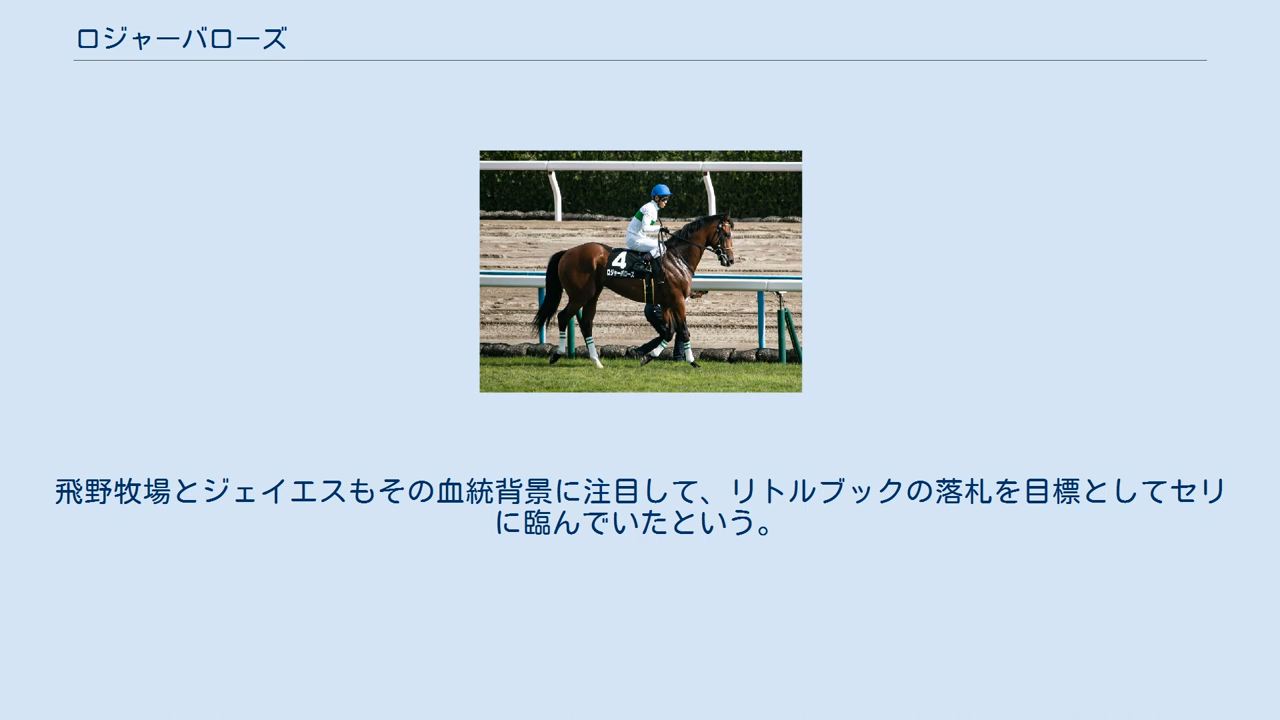 ロジャーバローズ
4
ロジャーバローズ
飛野牧場とジェイエスもその血統背景に注目して、リトルブックの落札を目標としてセリ
に臨んでいたという。